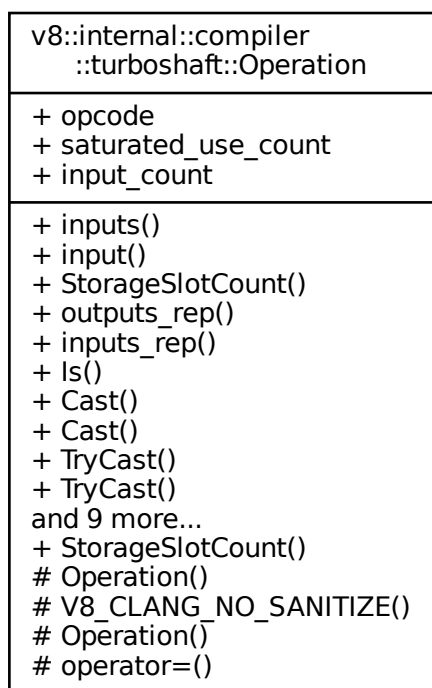 v8::internal::compiler
::turboshaft::Operation
+ opcode
+ saturated_use_count
+ input_count
+ inputs()
+ input()
+ StorageSlotCount()
+ outputs_rep()
+ inputs_rep()
+ Is()
+ Cast()
+ Cast()
+ TryCast()
+ TryCast()
and 9 more...
+ StorageSlotCount()
# Operation()
# V8_CLANG_NO_SANITIZE()
# Operation()
# operator=()